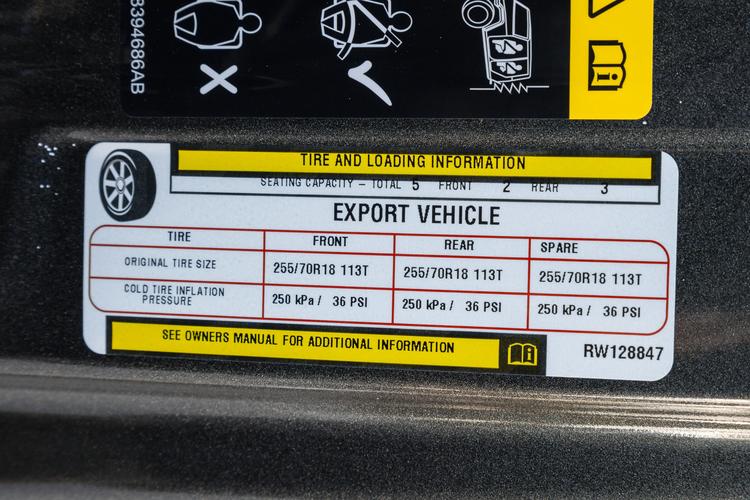 8394686AB
TIRE AND LOADING INFORMATION
SEATING CAPACITY – TOTAL 5 FRONT 2 REAR 3
EXPORT VEHICLE
TIRE FRONT REAR SPARE
ORIGINAL TIRE SIZE 255/70R18 113T 255/70R18 113T 255/70R18 113T
COLD TIRE INFLATION
PRESSURE 250 kPa / 36 PSI 250 kPa / 36 PSI 250 kPa / 36 PSI
SEE OWNERS MANUAL FOR ADDITIONAL INFORMATION
RW128847